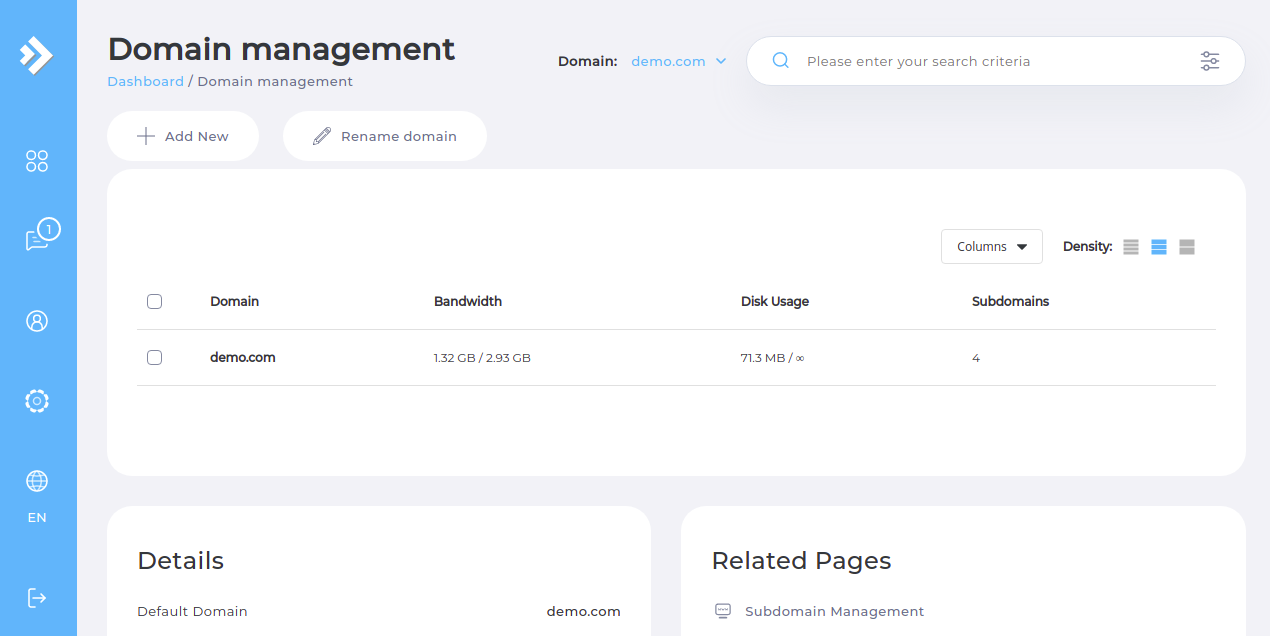 Domain management
Dashboard / Domain management
Domain: demo.com
Please enter your search criteria
Add New
Rename domain
1
EN
Columns
Density:
Domain Bandwidth Disk Usage Subdomains
demo.com 1.32 GB / 2.93 GB 71.3 MB / ∞ 4
Details
Default Domain demo.com
Related Pages
Subdomain Management